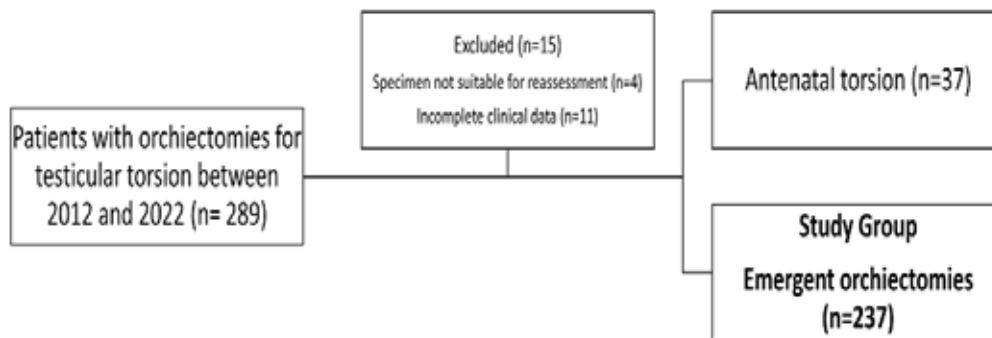 Patients with orchiectomies for
testicular torsion between
2012 and 2022 (n= 289)
Excluded (n=15)
Specimen not suitable for reassessment (n=4)
Incomplete clinical data (n=11)
Antenatal torsion (n=37)
Study Group
Emergent orchiectomies
(n=237)